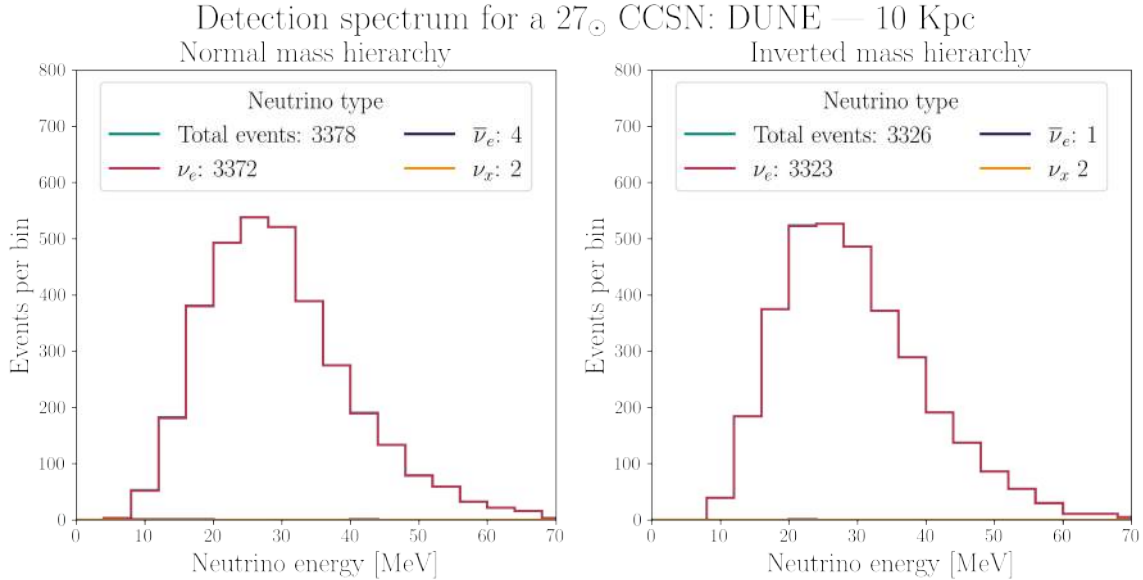 Detection spectrum for a 27⊙ CCSN: DUNE — 10 Kpc
Normal mass hierarchy
800
700
600
500
400
300
200
100
0
Events per bin
Neutrino type
Total events: 3378
ν̅e: 4
νe: 3372
νx: 2
0 10 20 30 40 50 60 70
Neutrino energy [MeV]
Inverted mass hierarchy
800
700
600
500
400
300
200
100
0
Events per bin
Neutrino type
Total events: 3326
ν̅e: 1
νe: 3323
νx 2
0 10 20 30 40 50 60 70
Neutrino energy [MeV]